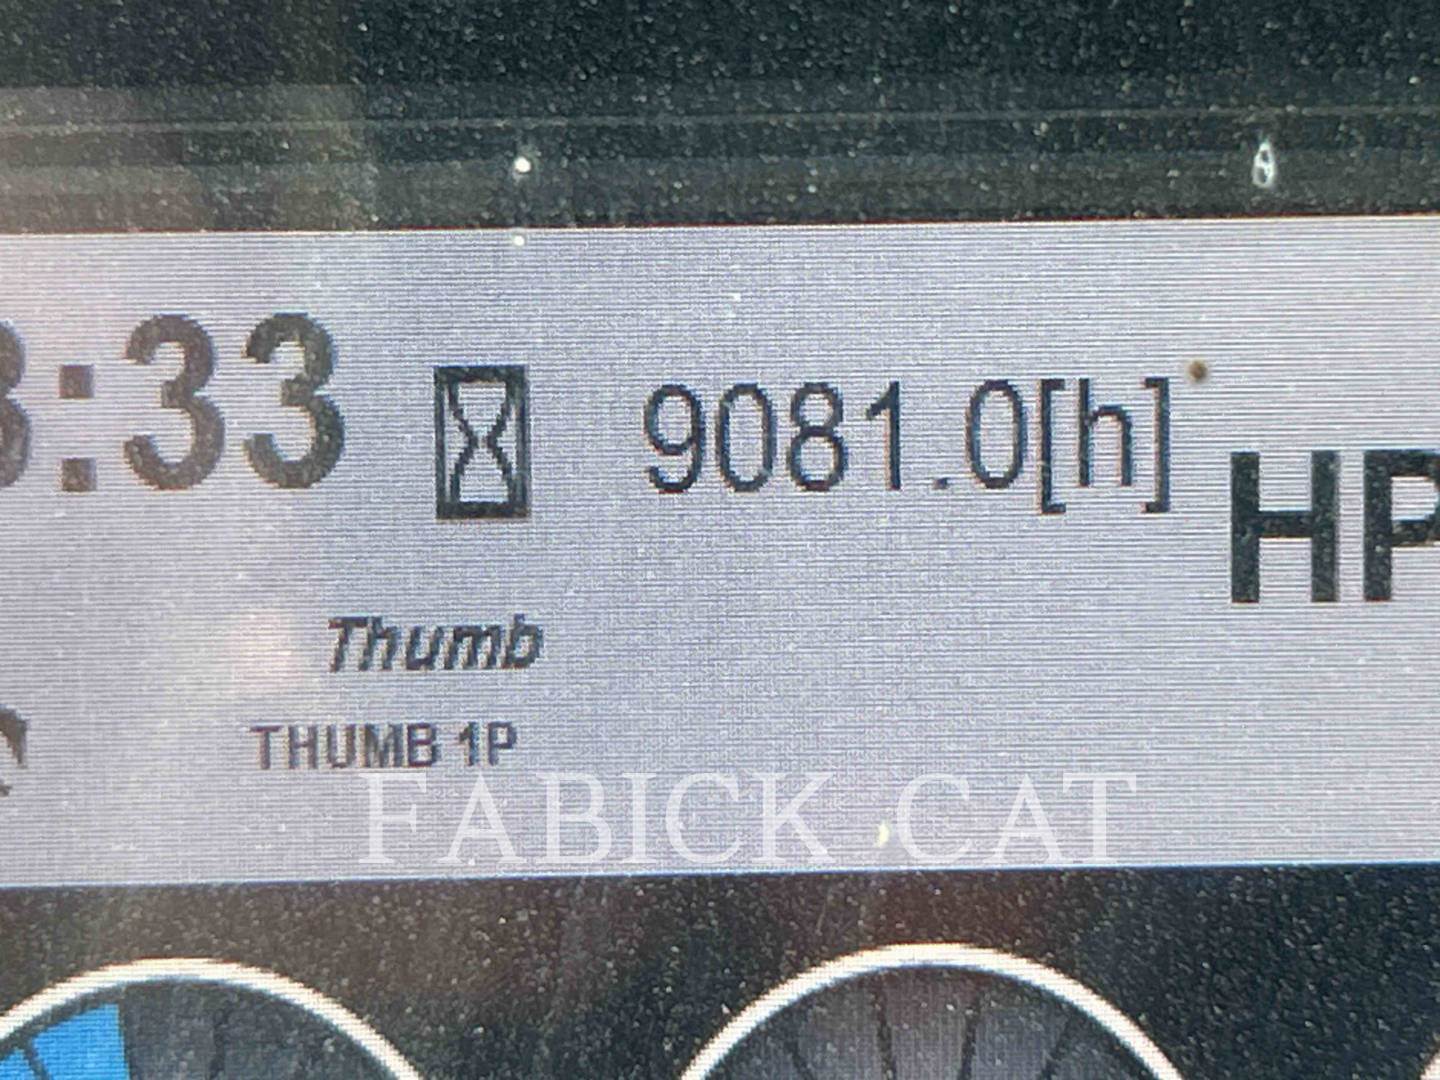 :33 9081.0[h]
HP
Thumb
THUMB 1P
FABICK CAT